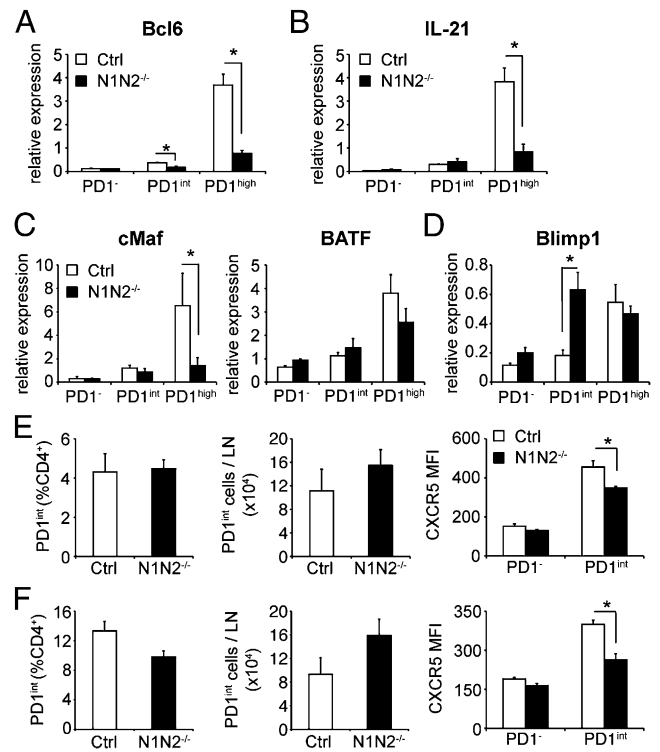 A
Bcl6
relative expression
5
4
3
2
1
0
Ctrl
N1N2-/-
*
*
PD1- PD1int PD1high
B
IL-21
relative expression
5
4
3
2
1
0
Ctrl
N1N2-/-
*
PD1- PD1int PD1high
C
cMaf
relative expression
10
8
6
4
2
0
Ctrl
N1N2-/-
*
PD1- PD1int PD1high
BATF
relative expression
5
4
3
2
1
0
PD1- PD1int PD1high
D
Blimp1
relative expression
0.8
0.6
0.4
0.2
0
*
PD1- PD1int PD1high
E
PD1int (%CD4+)
6
4
2
0
Ctrl N1N2-/-
PD1int cells / LN
(x104)
20
16
12
8
4
0
Ctrl N1N2-/-
CXCR5 MFI
600
400
200
0
Ctrl
N1N2-/-
*
PD1- PD1int
F
PD1int (%CD4+)
16
12
8
4
0
Ctrl N1N2-/-
PD1int cells / LN
(x104)
20
16
12
8
4
0
Ctrl N1N2-/-
CXCR5 MFI
350
250
150
0
*
PD1- PD1int